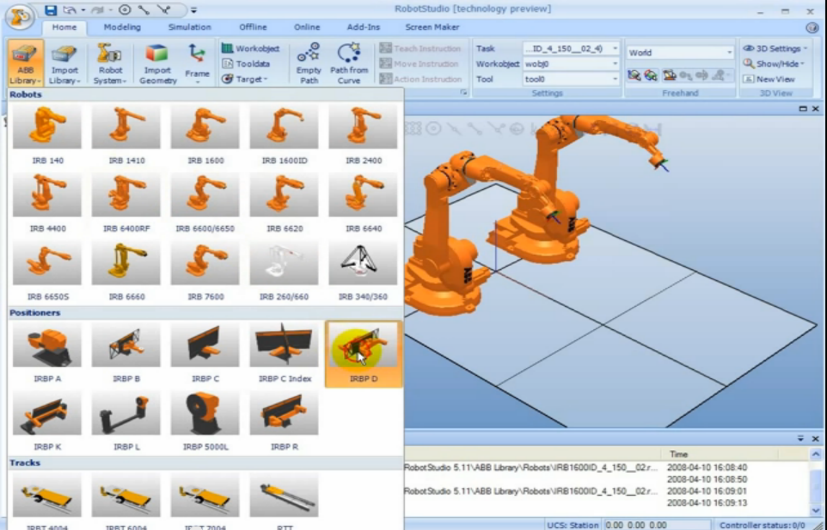 RobotStudio [technology preview]
Home Modeling Simulation Offline Online Add-Ins Screen Maker
ABB Library Import Library Robot System Import Geometry Frame
Workobject
Tooldata
Target
Empty Path Path from Curve
Teach Instruction
Move Instruction
Action Instruction
Task ...ID_4_150__02_4)
Workobject wobj0
Tool tool0
Settings
World
Freehand
3D Settings
Show/Hide
New View
3D View
Robots
IRB 140 IRB 1410 IRB 1600 IRB 1600ID IRB 2400
IRB 4400 IRB 6400RF IRB 6600/6650 IRB 6620 IRB 6640
IRB 6650S IRB 6660 IRB 7600 IRB 260/660 IRB 340/360
Positioners
IRBP A IRBP B IRBP C IRBP C Index IRBP D
IRBP K IRBP L IRBP 5000L IRBP R
Tracks
IRBT 4004 IRBT 6004 7004 RTT
Time
RobotStudio 5.11\ABB Library\Robots\IRB1600ID_4_150__02.r... 2008-04-10 16:08:40
2008-04-10 16:08:50
RobotStudio 5.11\ABB Library\Robots\IRB1600ID_4_150__02.r... 2008-04-10 16:09:01
2008-04-10 16:09:13
UCS: Station 0.00 0.00 0.00 Controller status: 0/0